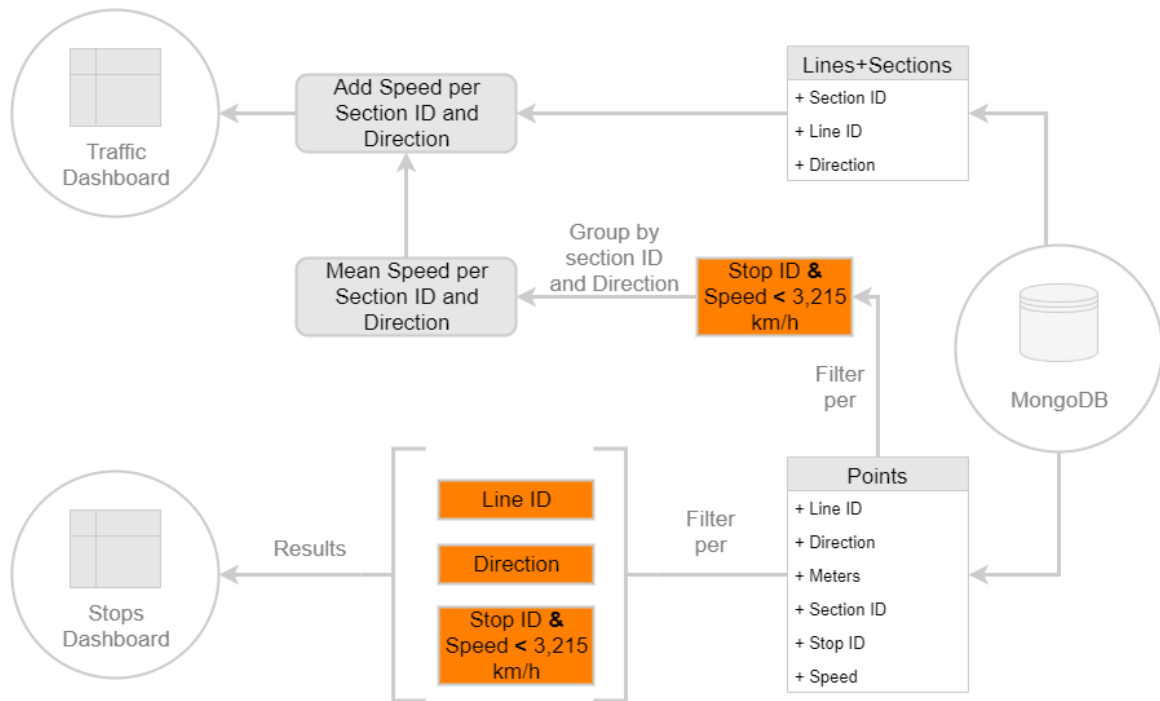 Traffic
Dashboard
Add Speed per
Section ID and
Direction
Lines+Sections
+ Section ID
+ Line ID
+ Direction
Mean Speed per
Section ID and
Direction
Group by
section ID
and Direction
Stop ID & 
Speed < 3,215
km/h
Filter
per
MongoDB
Stops
Dashboard
Results
Line ID
Direction
Stop ID &
Speed < 3,215
km/h
Filter
per
Points
+ Line ID
+ Direction
+ Meters
+ Section ID
+ Stop ID
+ Speed